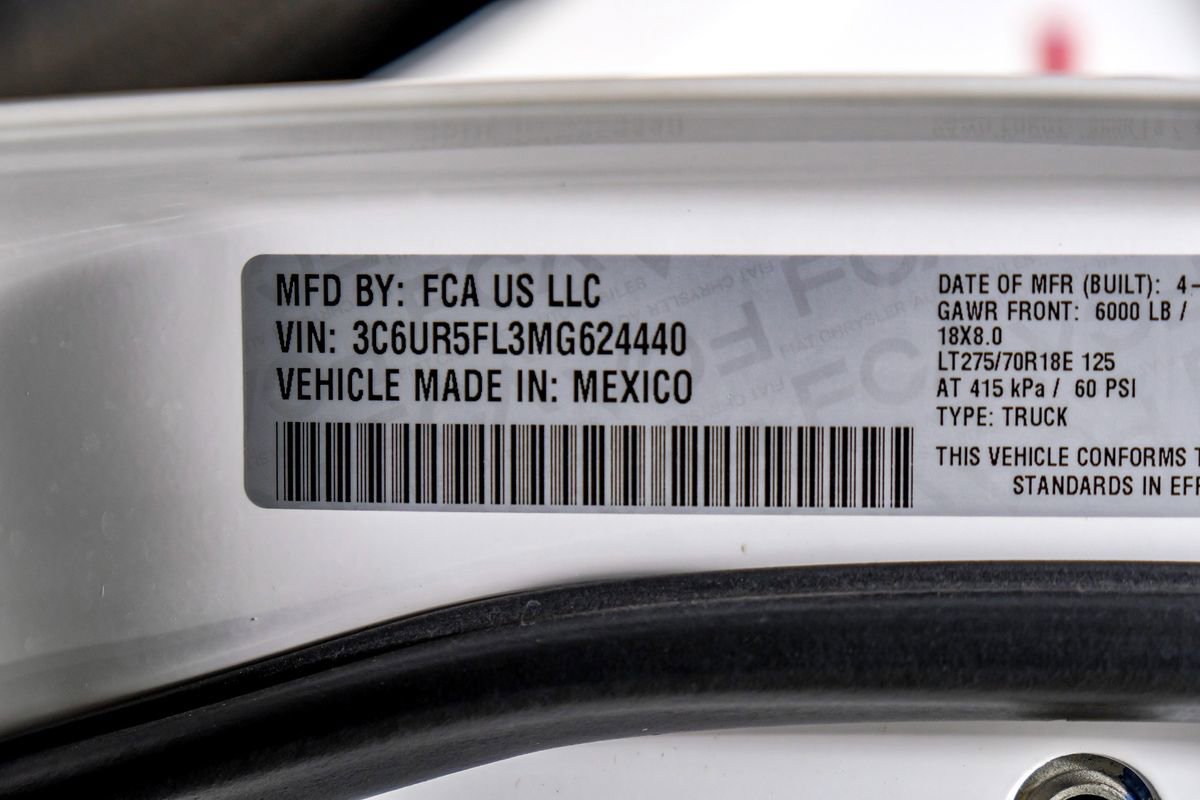 MFD BY: FCA US LLC
VIN: 3C6UR5FL3MG624440
VEHICLE MADE IN: MEXICO
DATE OF MFR (BUILT): 4-
GAWR FRONT: 6000 LB /
18X8.0
LT275/70R18E 125
AT 415 kPa / 60 PSI
TYPE: TRUCK
THIS VEHICLE CONFORMS
STANDARDS IN